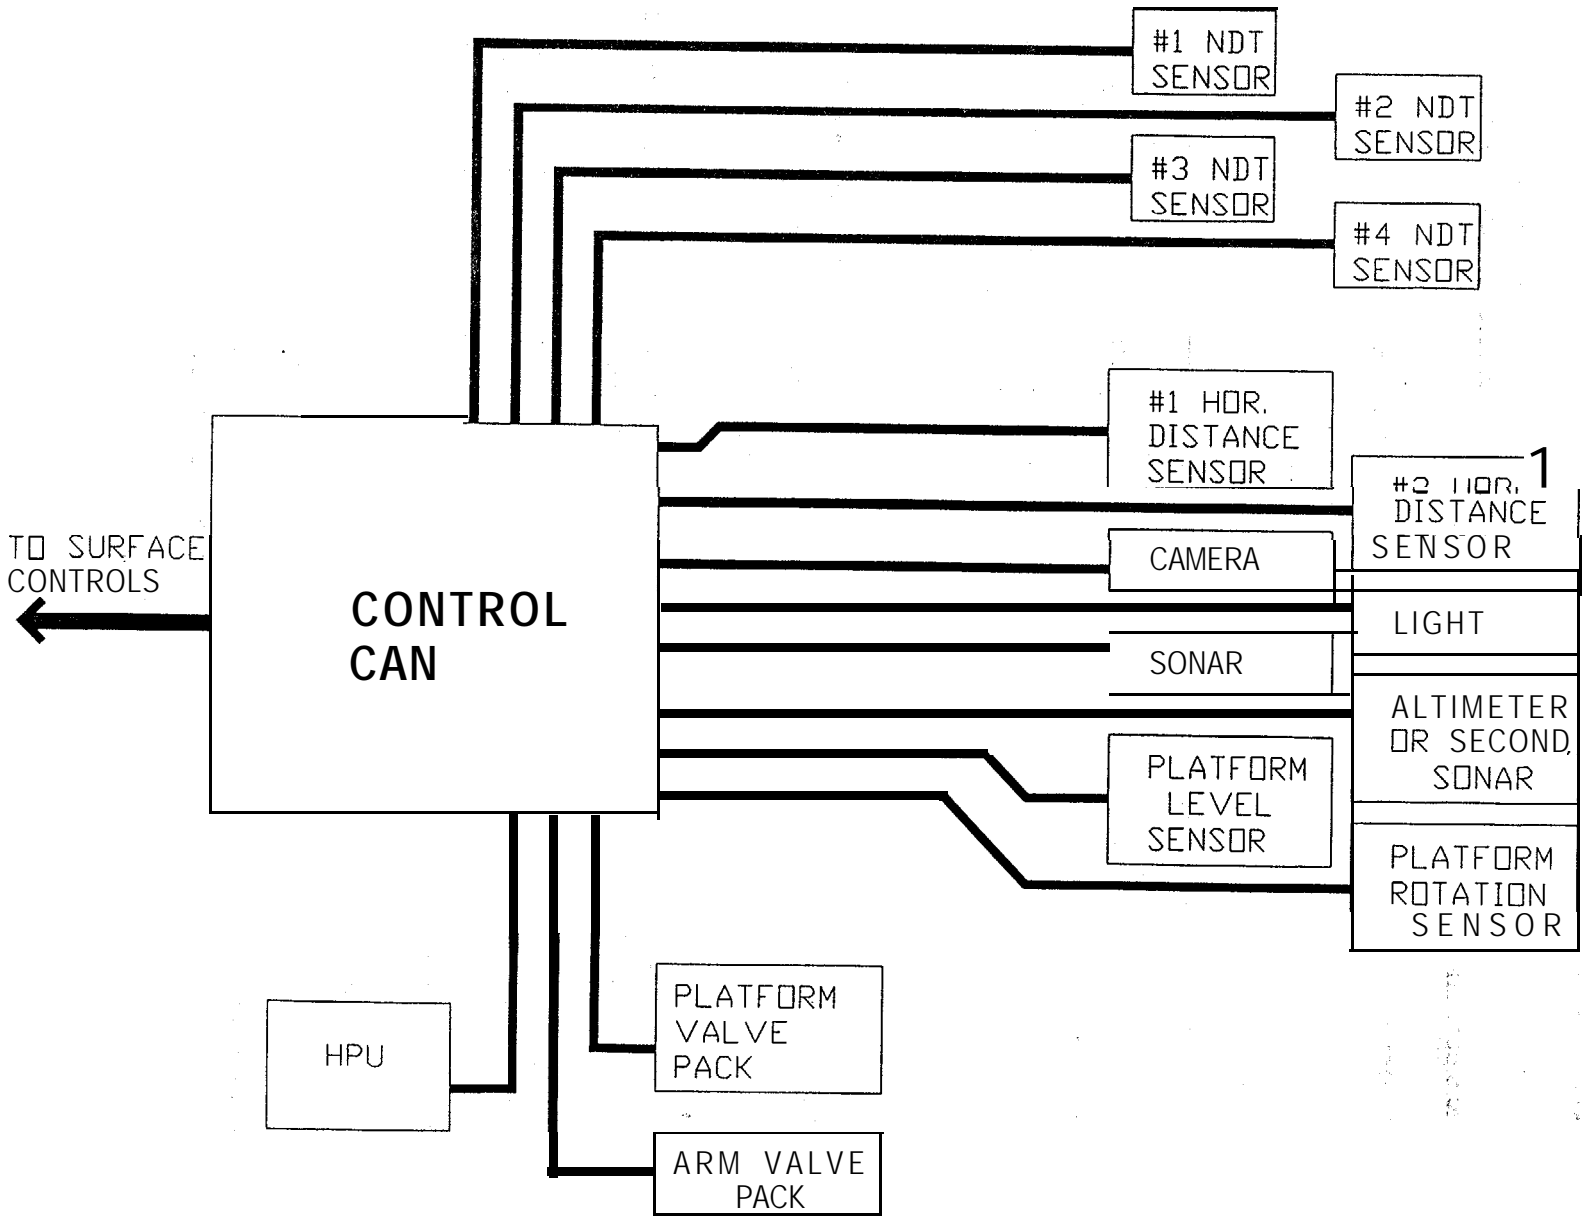 #1 NDT
SENSOR
#2 NDT
SENSOR
#3 NDT
SENSOR
#4 NDT
SENSOR
#1 HOR.
DISTANCE
SENSOR
1
#2 HOR.
DISTANCE
SENSOR
TO SURFACE
CONTROLS
CONTROL
CAN
CAMERA
LIGHT
SONAR
ALTIMETER
OR SECOND
SONAR
PLATFORM
LEVEL
SENSOR
PLATFORM
ROTATION
SENSOR
PLATFORM
VALVE
PACK
HPU
ARM VALVE
PACK